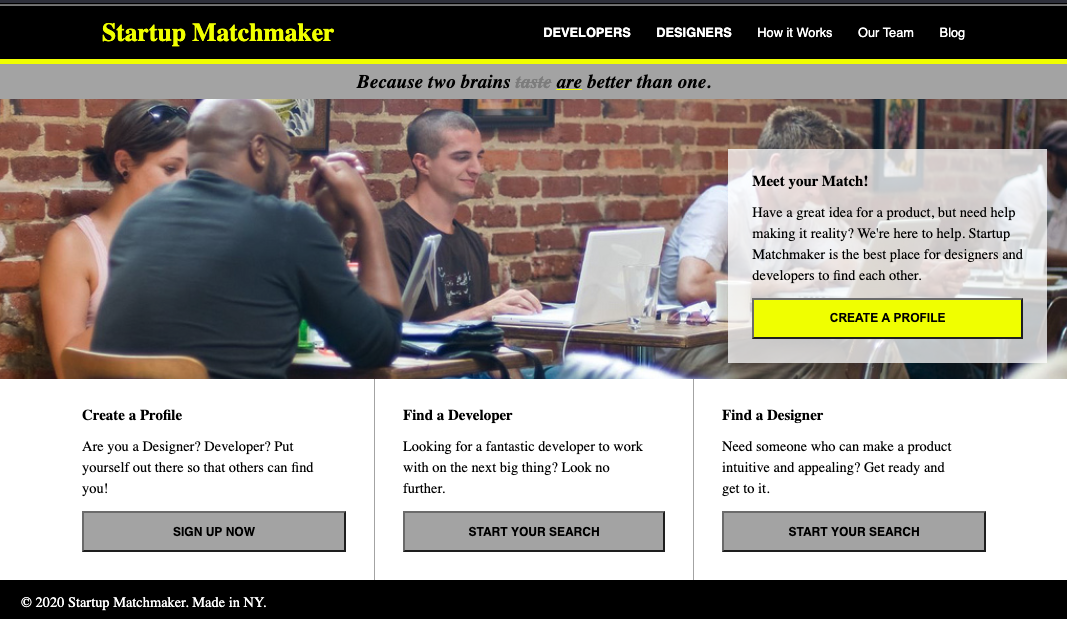 Startup Matchmaker
DEVELOPERS DESIGNERS How it Works Our Team Blog
Because two brains taste are better than one.
Meet your Match!
Have a great idea for a product, but need help
making it reality? We're here to help. Startup
Matchmaker is the best place for designers and
developers to find each other.
CREATE A PROFILE
Create a Profile
Are you a Designer? Developer? Put
yourself out there so that others can find
you!
SIGN UP NOW
Find a Developer
Looking for a fantastic developer to work
with on the next big thing? Look no
further.
START YOUR SEARCH
Find a Designer
Need someone who can make a product
intuitive and appealing? Get ready and
get to it.
START YOUR SEARCH
© 2020 Startup Matchmaker. Made in NY.